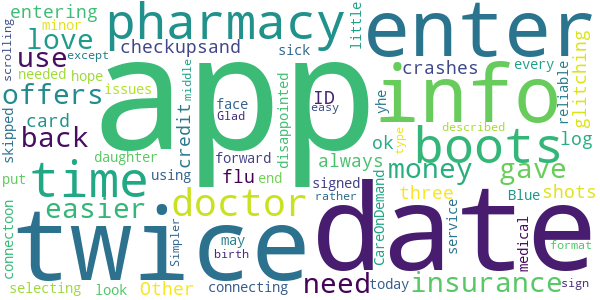 entering
minor
scrolling
love
use
needed
except
hope
offers
issues
skipped
card
back
put
daughter
connectoon
time
easier
twice
selecting
look
Other
pharmacy
checkupsand
sick
little
middle
credit
using
app
face
Glad
ID
easy
disappointed
forward
flu
end
doctor
signed
rather
may
birth
need
connecting
today
enter
crashes
every
yhe
reliable
glitching
info
ok
always
log
type
described
boots
money
gave
three
shots
CareOnDemand
Blue
service
medical
insurance
date
Simpler
format
sign